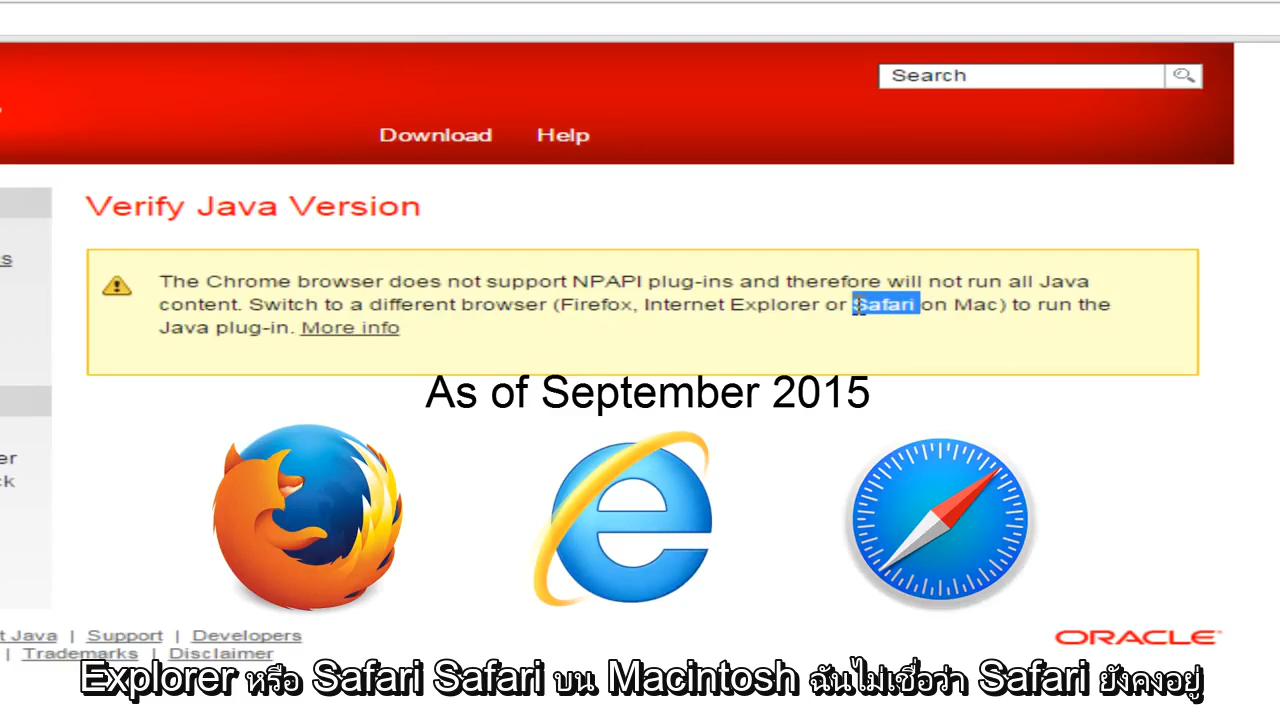 Search
Download Help
Verify Java Version
The Chrome browser does not support NPAPI plug-ins and therefore will not run all Java
content. Switch to a different browser (Firefox, Internet Explorer or Safari on Mac) to run the
Java plug-in. More info
As of September 2015
t Java | Support | Developers
| Trademarks | Disclaimer
ORACLE
Explorer หรือ Safari Safari บน Macintosh ฉันไม่เชื่อว่า Safari ยังคงอยู่